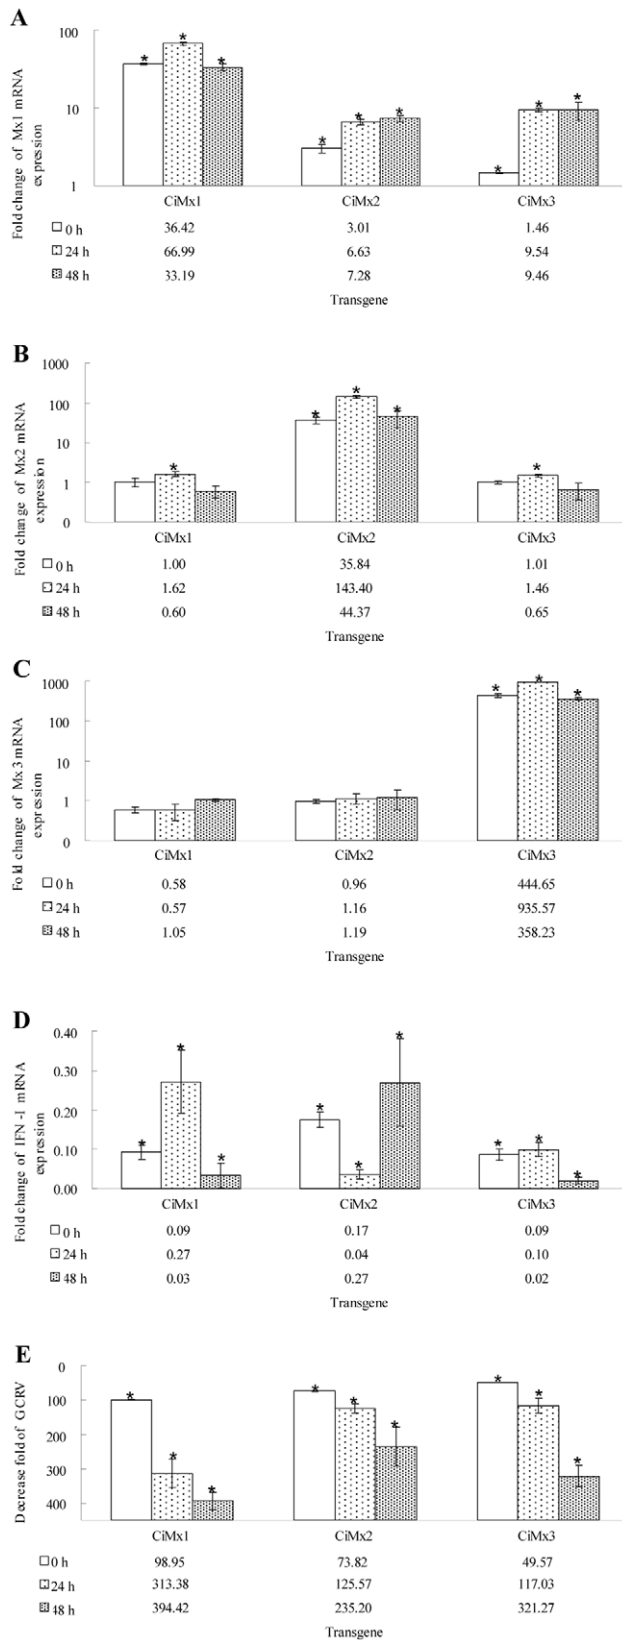 A
Fold change of Mx1 mRNA
expression
100
10
1
* * * * * * * * *
CiMx1 CiMx2 CiMx3
0 h 36.42 3.01 1.46
24 h 66.99 6.63 9.54
48 h 33.19 7.28 9.46
Transgene
B
Fold change of Mx2 mRNA
expression
1000
100
10
1
0
* * * * *
CiMx1 CiMx2 CiMx3
0 h 1.00 35.84 1.01
24 h 1.62 143.40 1.46
48 h 0.60 44.37 0.65
Transgene
C
Fold change of Mx3 mRNA
expression
1000
100
10
1
0
* * *
CiMx1 CiMx2 CiMx3
0 h 0.58 0.96 444.65
24 h 0.57 1.16 935.57
48 h 1.05 1.19 358.23
Transgene
D
Fold change of IFN-I mRNA
expression
0.40
0.30
0.20
0.10
0.00
* * * * * * * * *
CiMx1 CiMx2 CiMx3
0 h 0.09 0.17 0.09
24 h 0.27 0.04 0.10
48 h 0.03 0.27 0.02
Transgene
E
Decrease fold of GCRV
0
100
200
300
400
* * * * * * * * *
CiMx1 CiMx2 CiMx3
0 h 98.95 73.82 49.57
24 h 313.38 125.57 117.03
48 h 394.42 235.20 321.27
Transgene